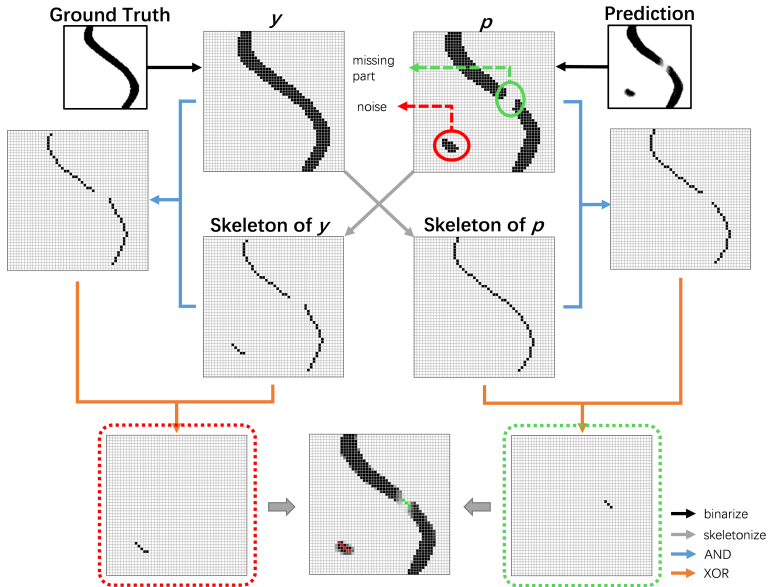 Ground Truth
y
p
Prediction
missing
part
noise
Skeleton of y
Skeleton of p
binarize
skeletonize
AND
XOR